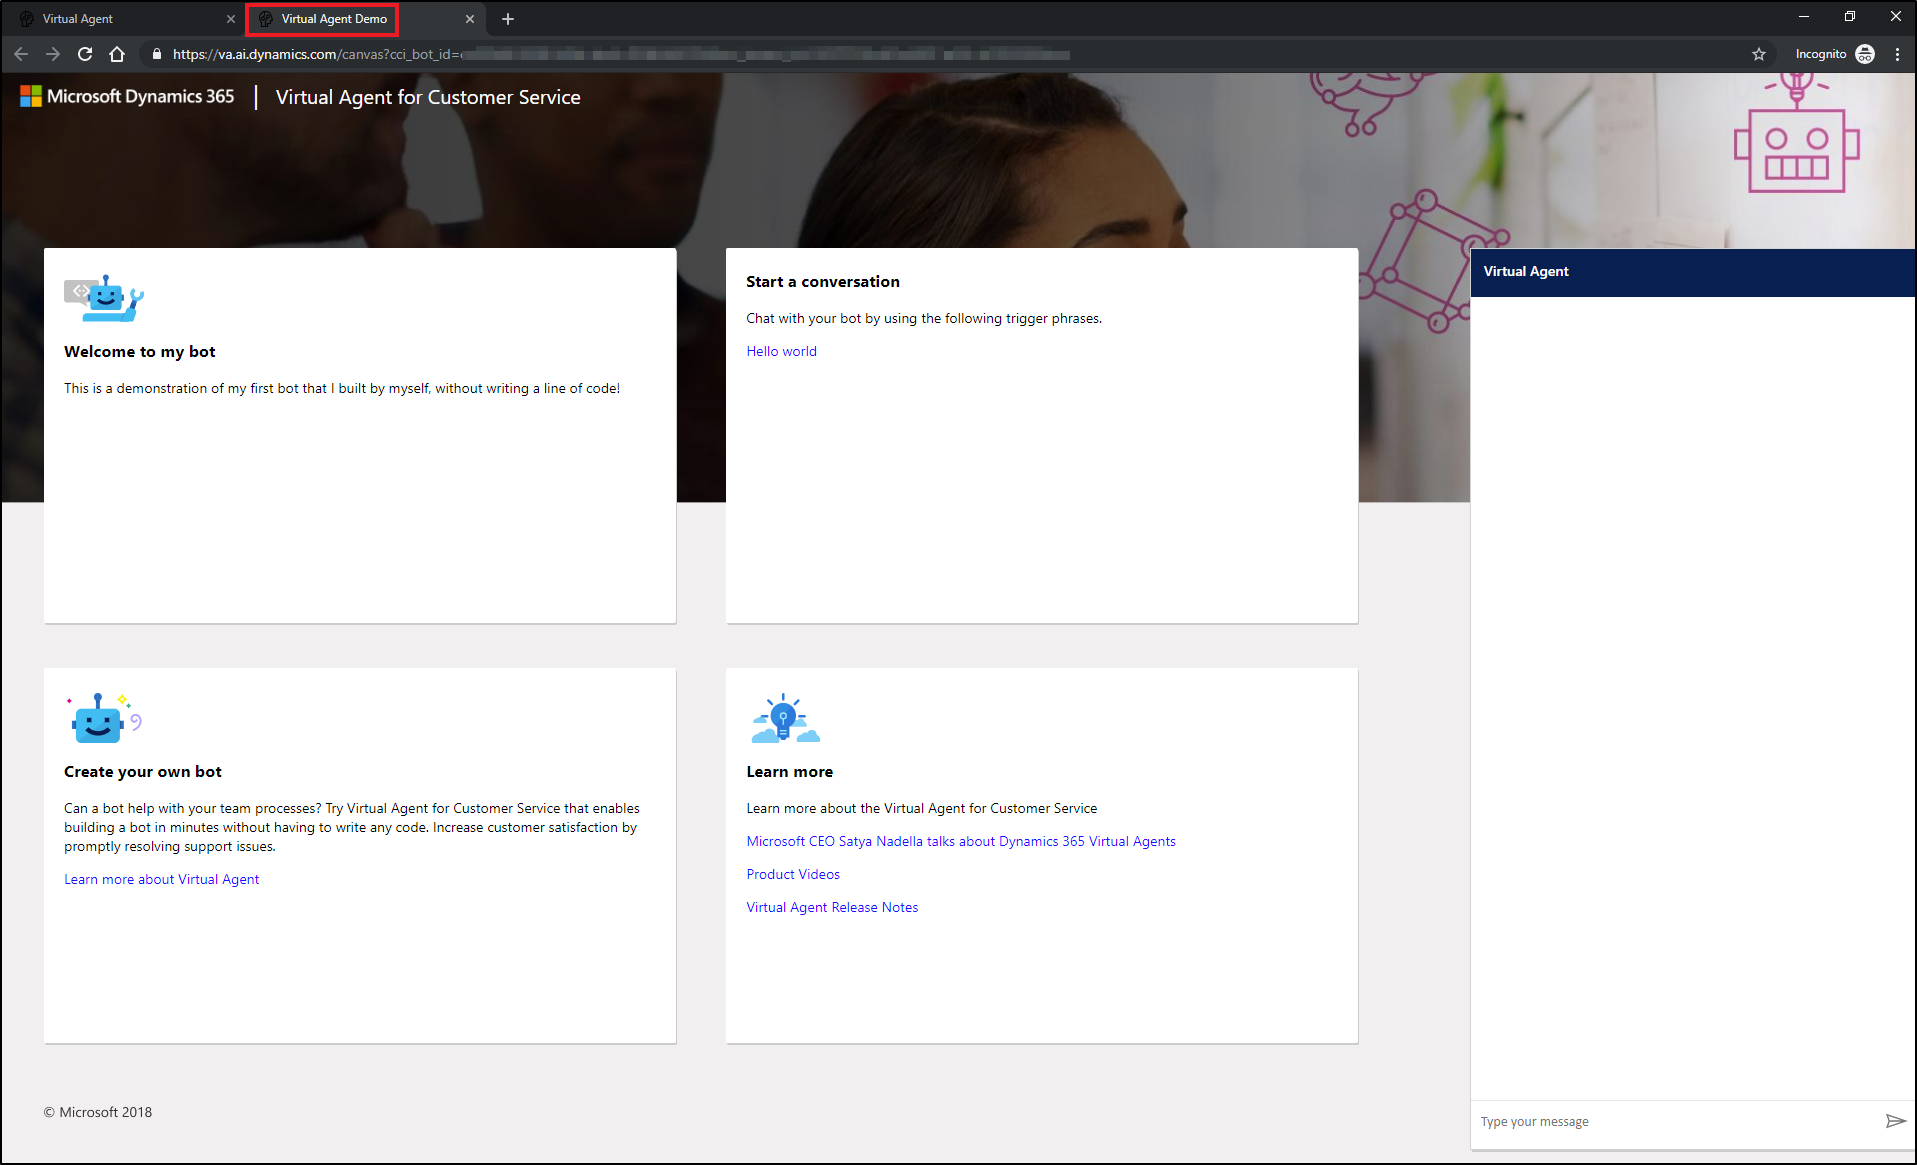 Virtual Agent
Virtual Agent Demo
https://va.ai.dynamics.com/canvas?cci_bot_id=
Incognito
Microsoft Dynamics 365 | Virtual Agent for Customer Service
Welcome to my bot
This is a demonstration of my first bot that I built by myself, without writing a line of code!
Start a conversation
Chat with your bot by using the following trigger phrases.
Hello world
Create your own bot
Can a bot help with your team processes? Try Virtual Agent for Customer Service that enables
building a bot in minutes without having to write any code. Increase customer satisfaction by
promptly resolving support issues.
Learn more about Virtual Agent
Learn more
Learn more about the Virtual Agent for Customer Service
Microsoft CEO Satya Nadella talks about Dynamics 365 Virtual Agents
Product Videos
Virtual Agent Release Notes
© Microsoft 2018
Virtual Agent
Type your message